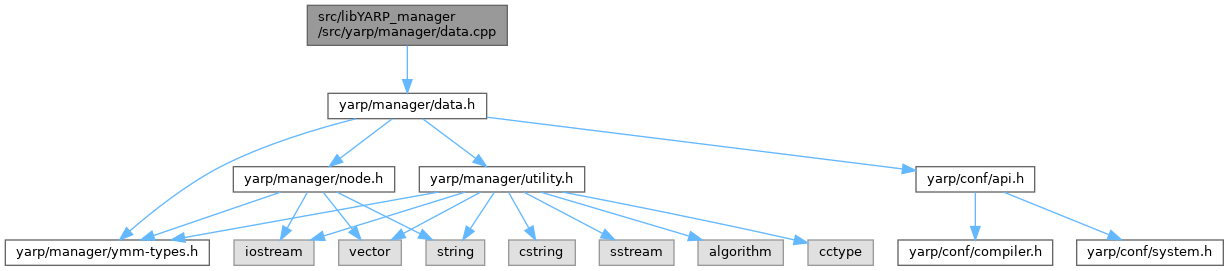 src/libYARP_manager
/src/yarp/manager/data.cpp
yarp/manager/data.h
yarp/manager/node.h
yarp/manager/utility.h
yarp/conf/api.h
yarp/manager/ymm-types.h
iostream
vector
string
cstring
sstream
algorithm
cctype
yarp/conf/compiler.h
yarp/conf/system.h